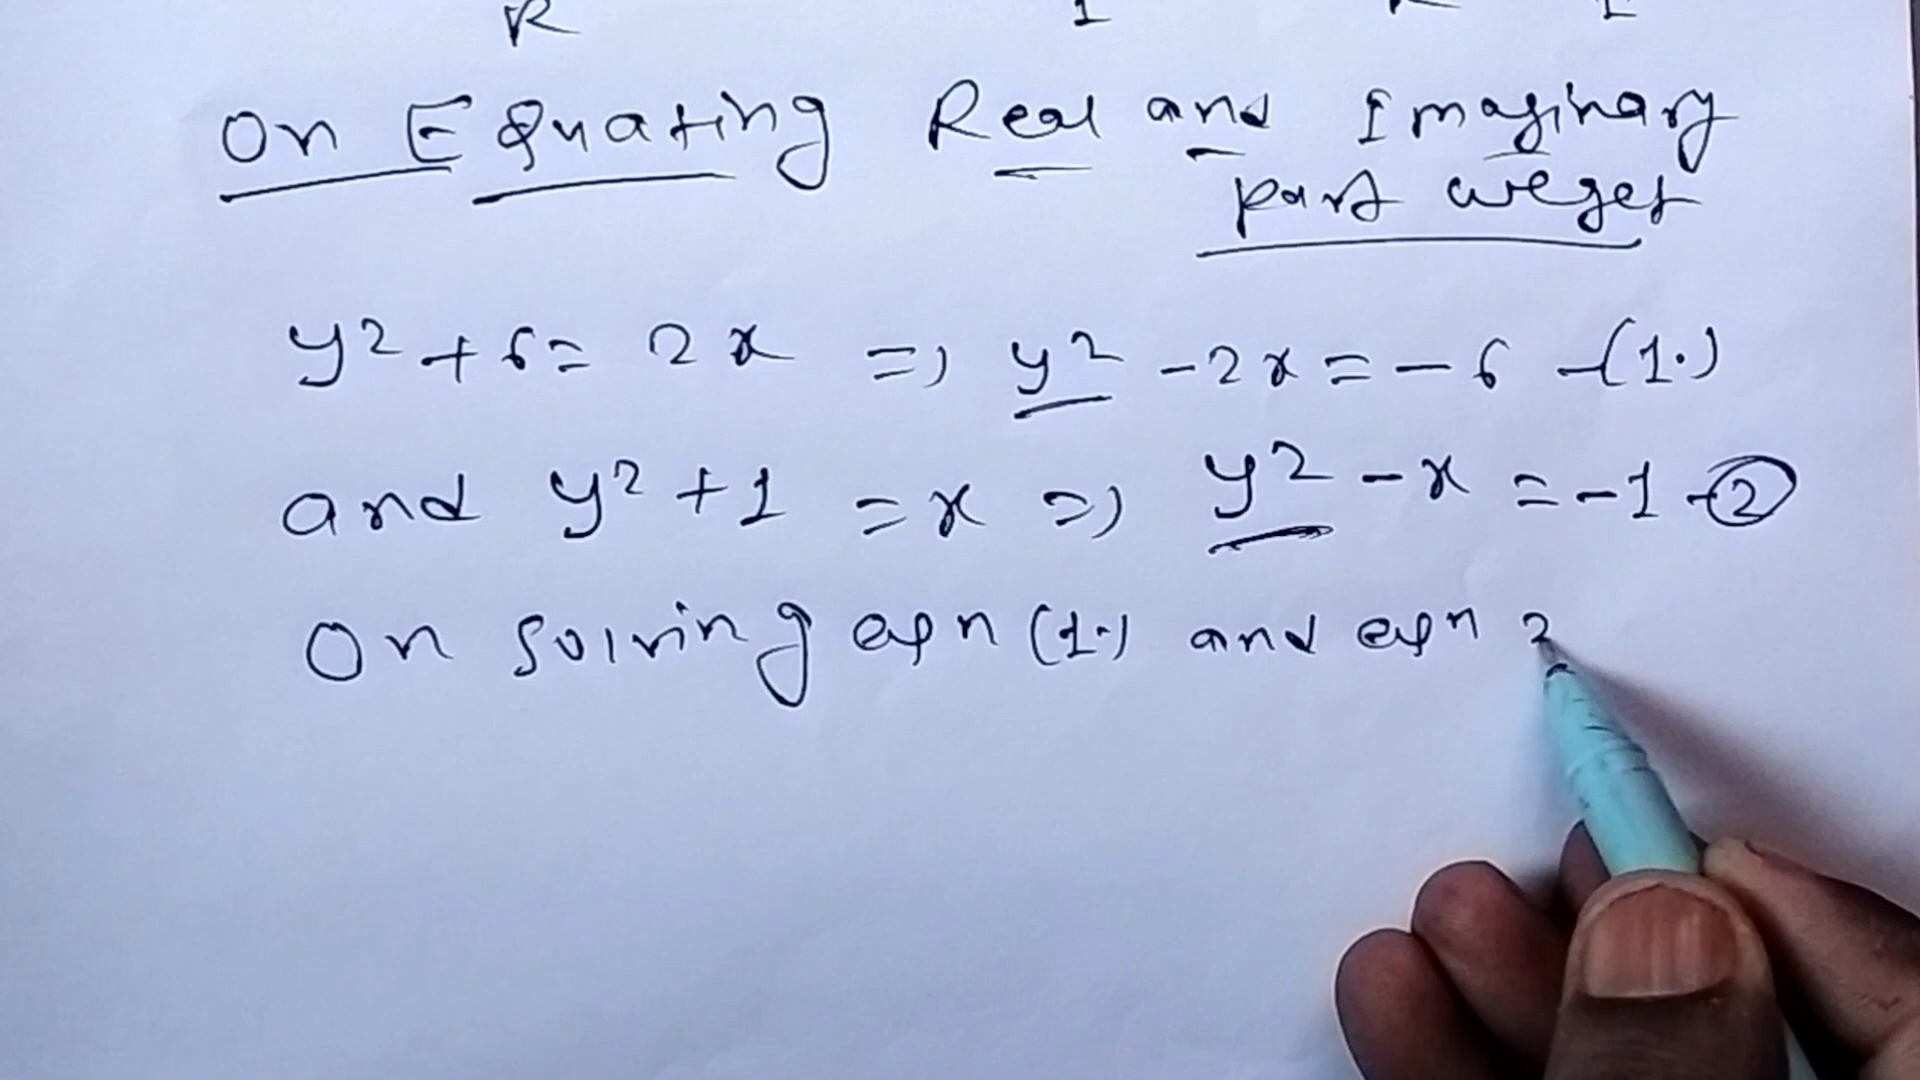 R I R I
On Equating Real and Imaginary
part we get
y² + 6 = 2x => y² - 2x = -6 -(1.)
and y² + 1 = x => y² - x = -1 -②
On solving eqn (1.) and eqn 2